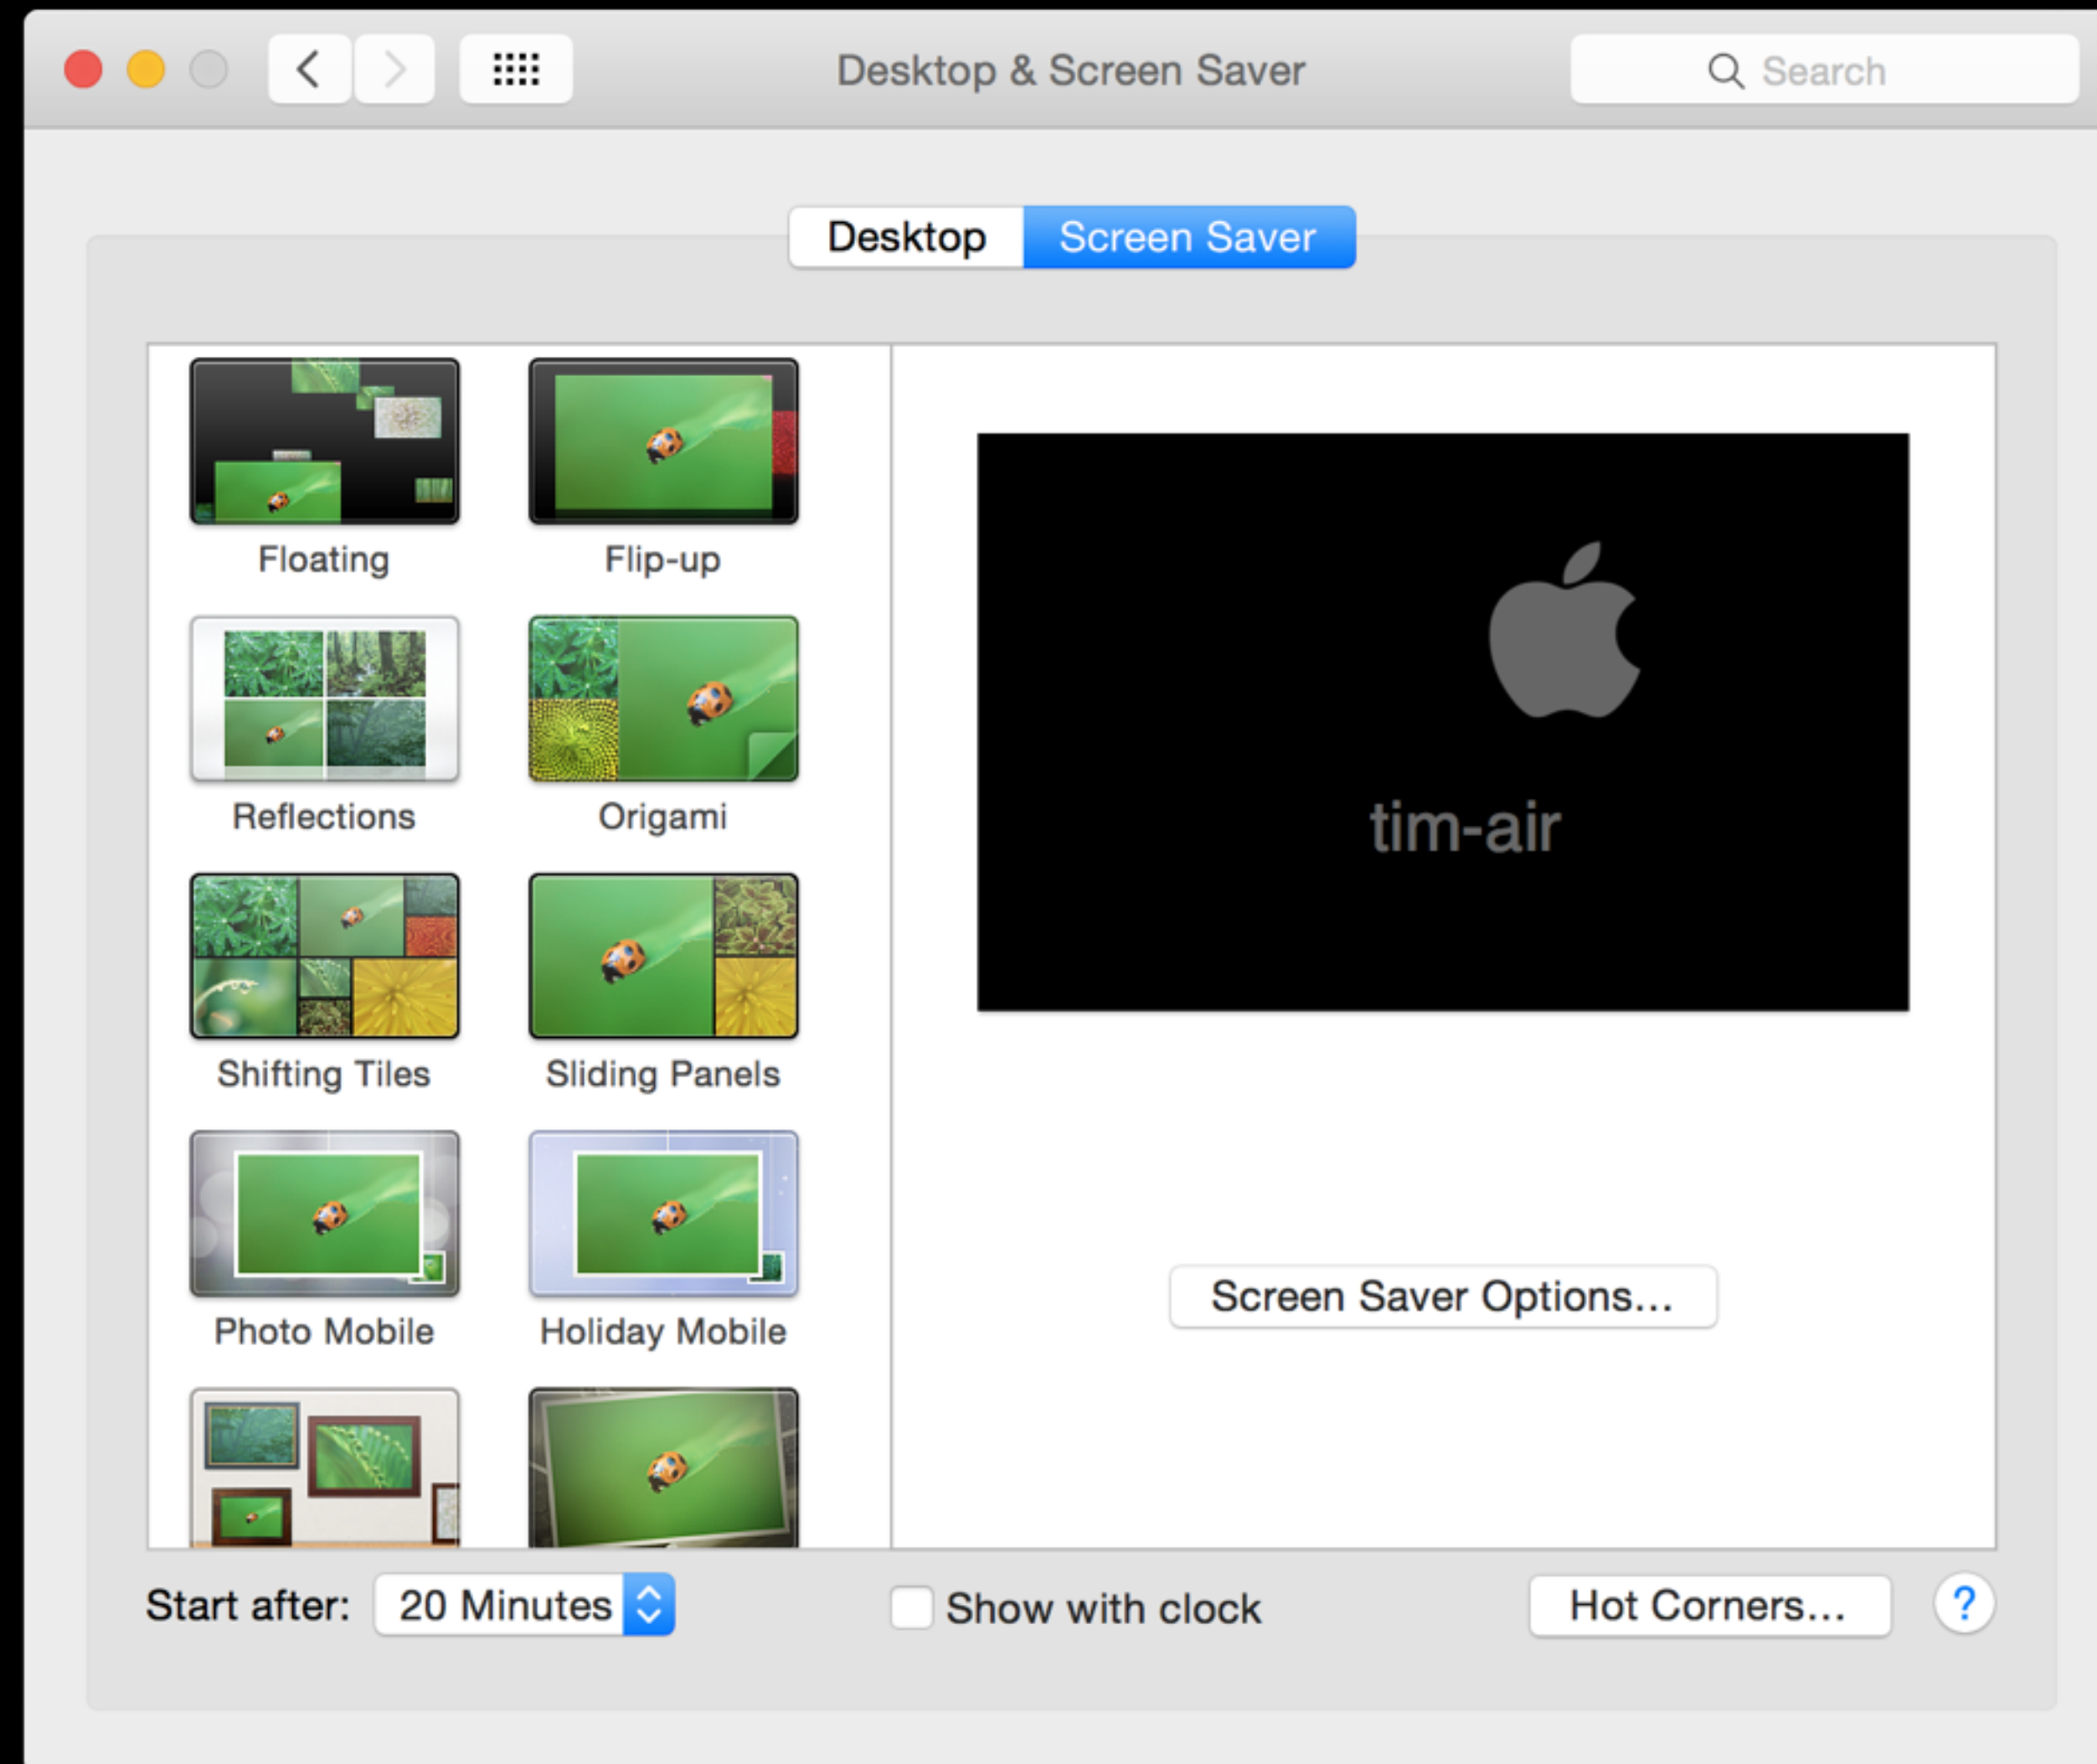 Desktop & Screen Saver
Search
Desktop
Screen Saver
Floating
Flip-up
Reflections
Origami
Shifting Tiles
Sliding Panels
Photo Mobile
Holiday Mobile
tim-air
Screen Saver Options...
Start after:
20 Minutes
Show with clock
Hot Corners...
?